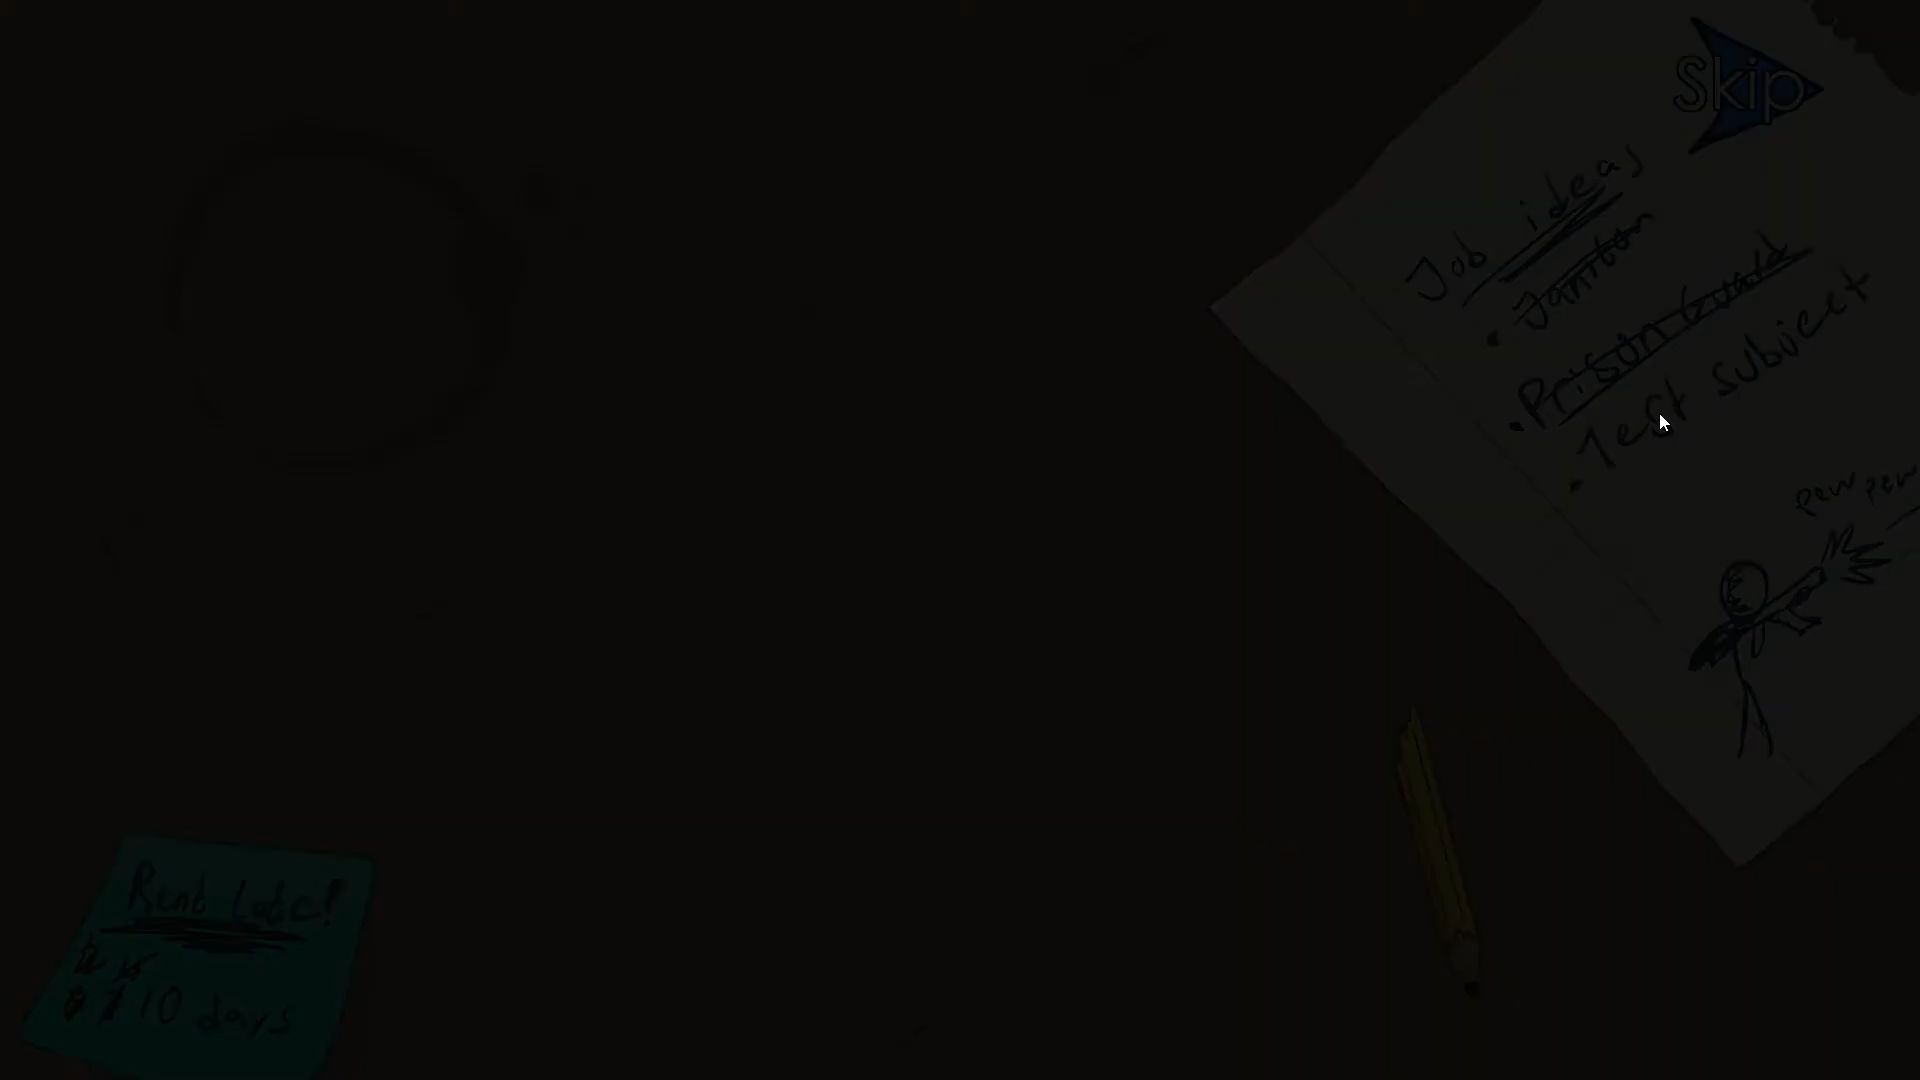 Skip
Job ideas
• Janitor
• Prison Guard
• Test subject
pew pew
Rent Late!
10 days